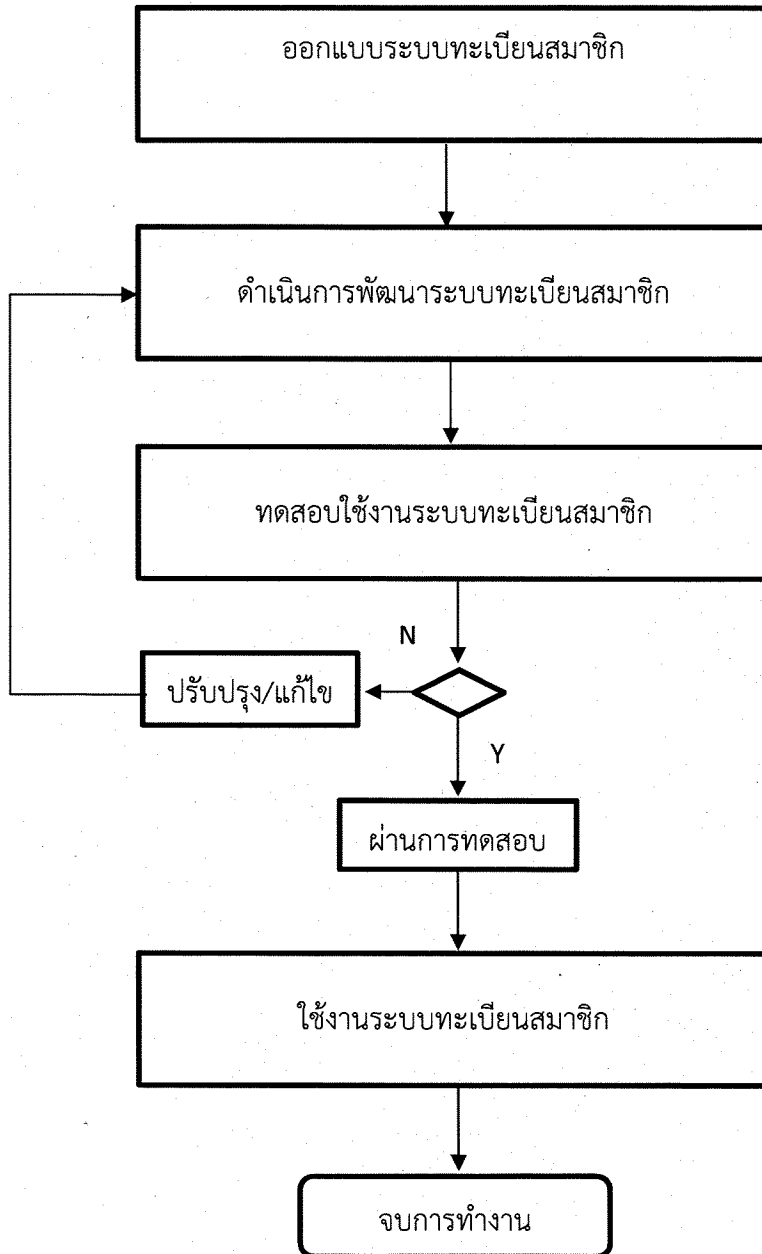 ออกแบบระบบทะเบียนสมาชิก
ดำเนินการพัฒนาระบบทะเบียนสมาชิก
ทดสอบใช้งานระบบทะเบียนสมาชิก
N
ปรับปรุง/แก้ไข
Y
ผ่านการทดสอบ
ใช้งานระบบทะเบียนสมาชิก
จบการทำงาน